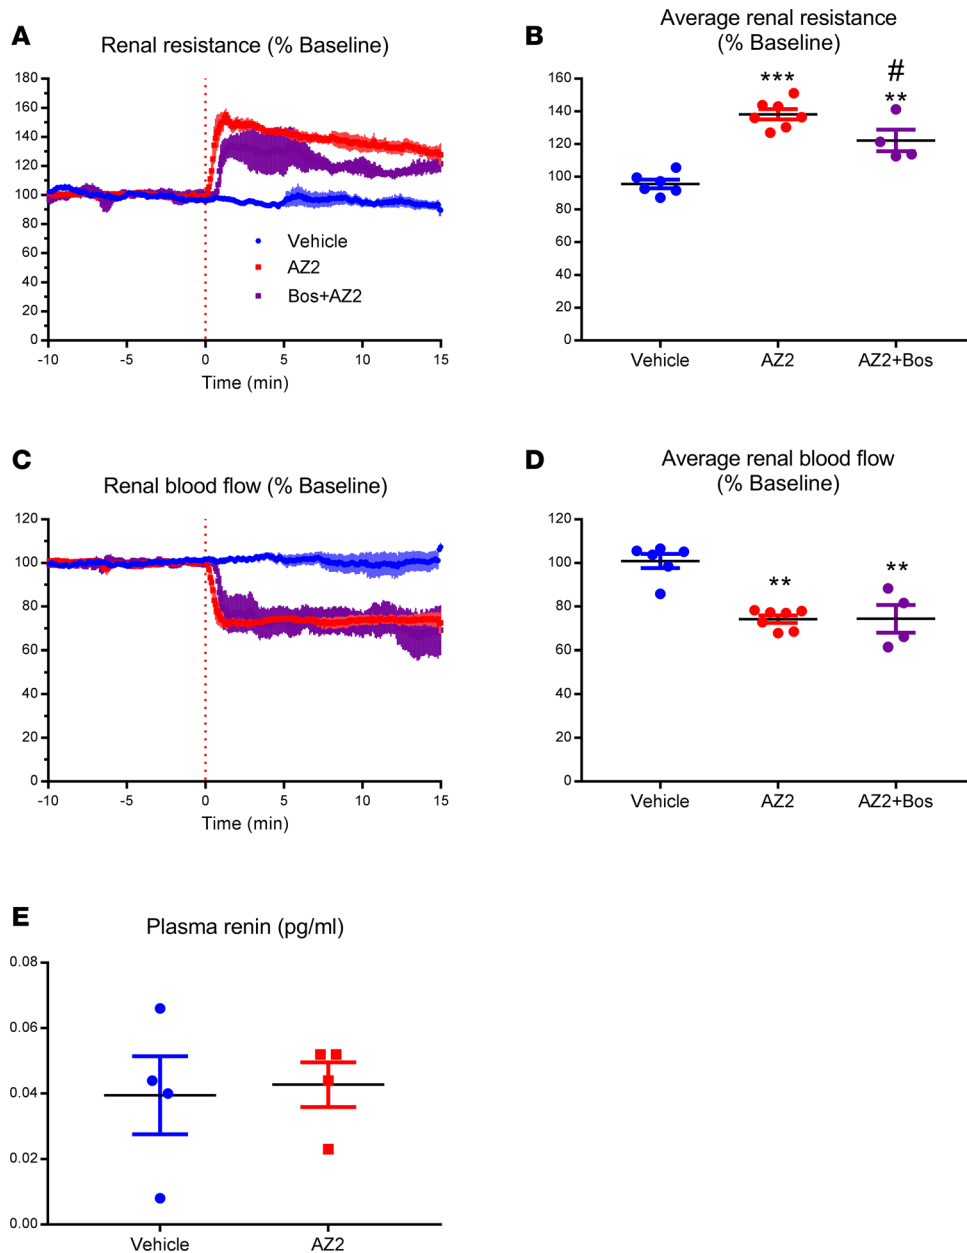 A
Renal resistance (% Baseline)
180
160
140
120
100
80
60
40
20
0
-10
-5
0
5
10
15
Time (min)
Vehicle
AZ2
Bos+AZ2
B
Average renal resistance
(% Baseline)
160
140
120
100
80
60
40
20
0
***
#
**
Vehicle
AZ2
AZ2+Bos
C
Renal blood flow (% Baseline)
120
100
80
60
40
20
0
-10
-5
0
5
10
15
Time (min)
D
Average renal blood flow
(% Baseline)
120
100
80
60
40
20
0
**
**
Vehicle
AZ2
AZ2+Bos
E
Plasma renin (pg/ml)
0.08
0.06
0.04
0.02
0.00
Vehicle
AZ2